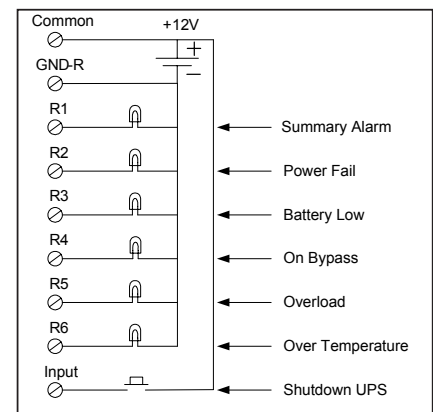 Common
+12V
+
GND-R
−
R1
Summary Alarm
R2
Power Fail
R3
Battery Low
R4
On Bypass
R5
Overload
R6
Over Temperature
Input
Shutdown UPS